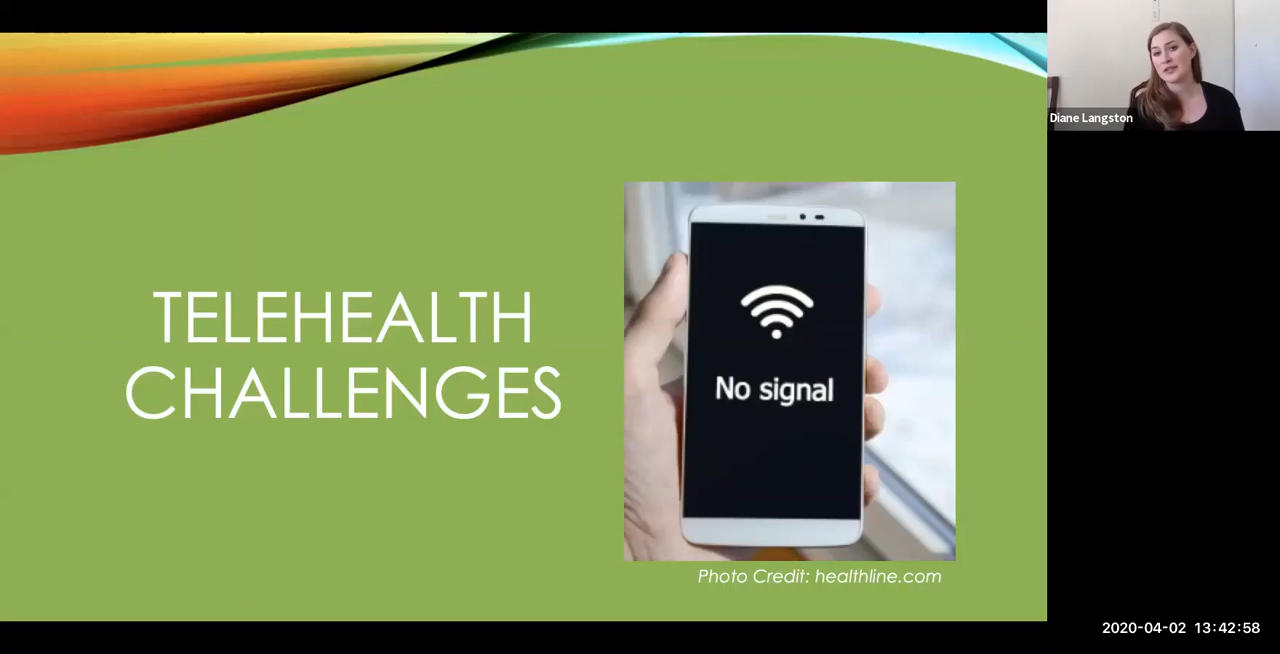 Diane Langston
TELEHEALTH
CHALLENGES
No signal
Photo Credit: healthline.com
2020-04-02 13:42:58